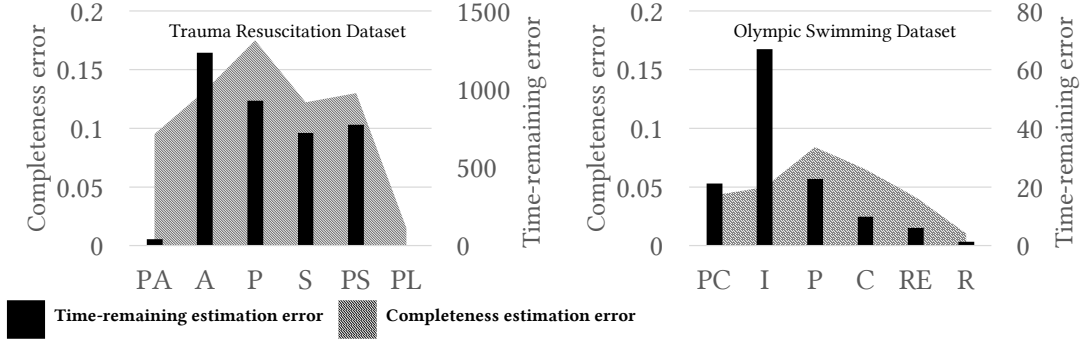 Trauma Resuscitation Dataset
Completeness error
0.2
0.15
0.1
0.05
0
1500
1000
500
0
Time-remaining error
PA A P S PS PL
Olympic Swimming Dataset
Completeness error
0.2
0.15
0.1
0.05
0
80
60
40
20
0
Time-remaining error
PC I P C RE R
Time-remaining estimation error
Completeness estimation error